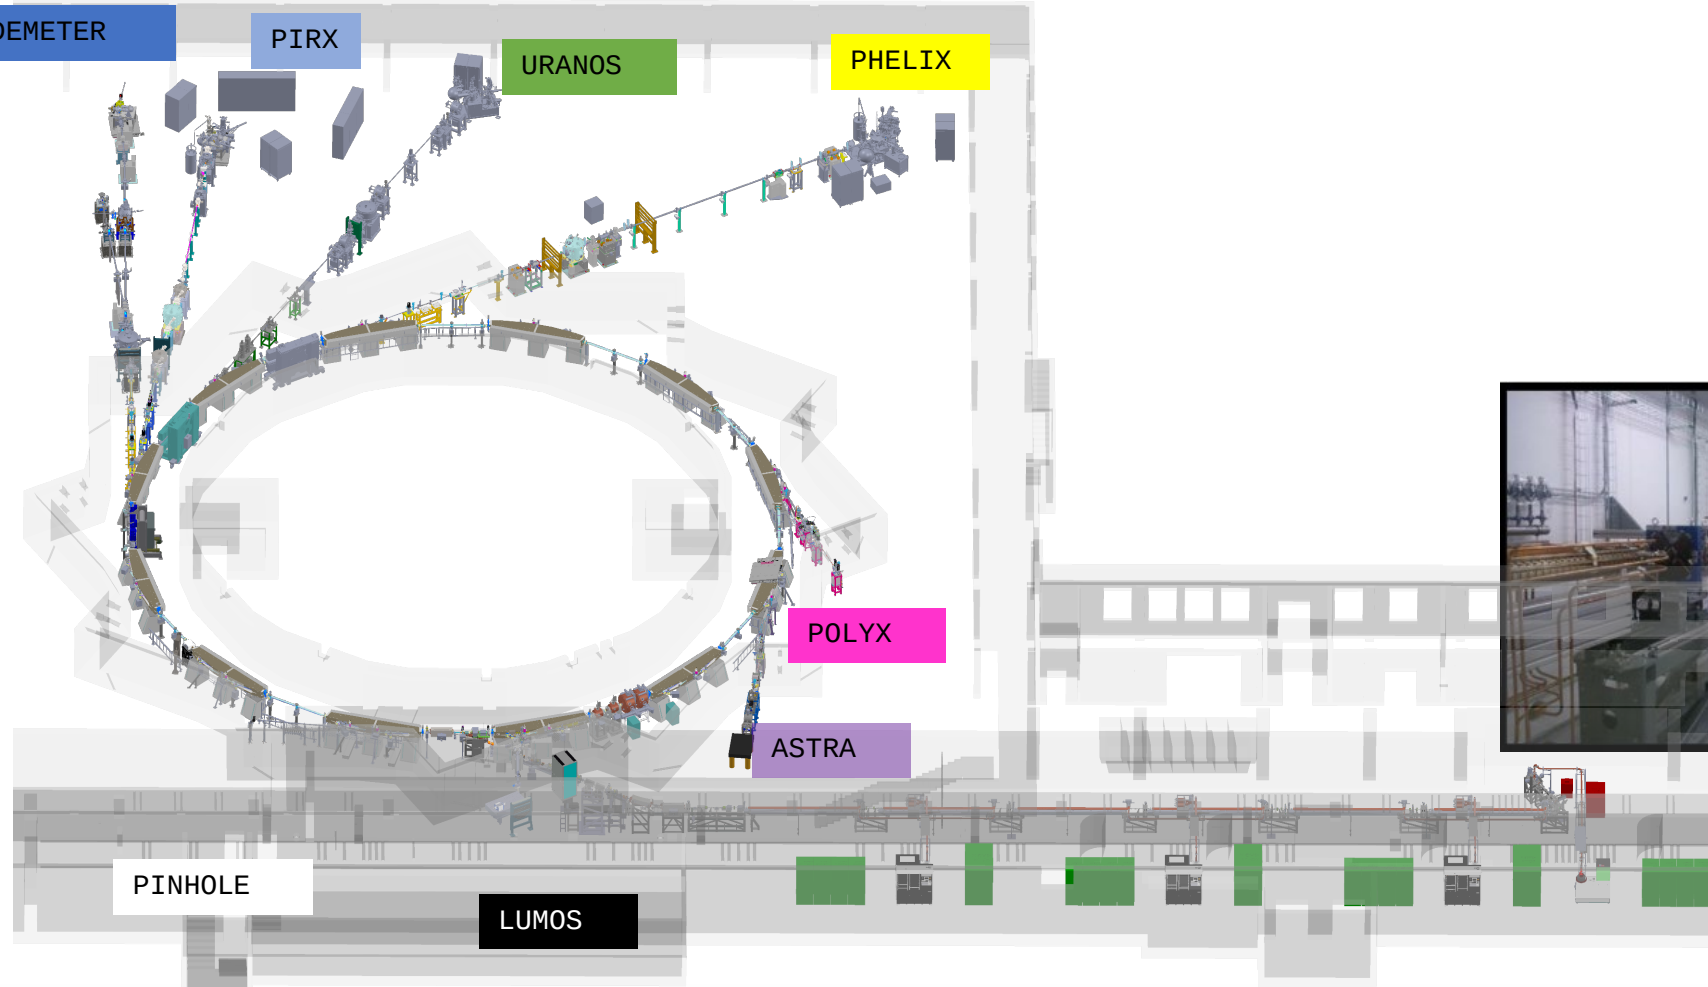 DEMETER
PIRX
URANOS
PHELIX
POLYX
ASTRA
PINHOLE
LUMOS